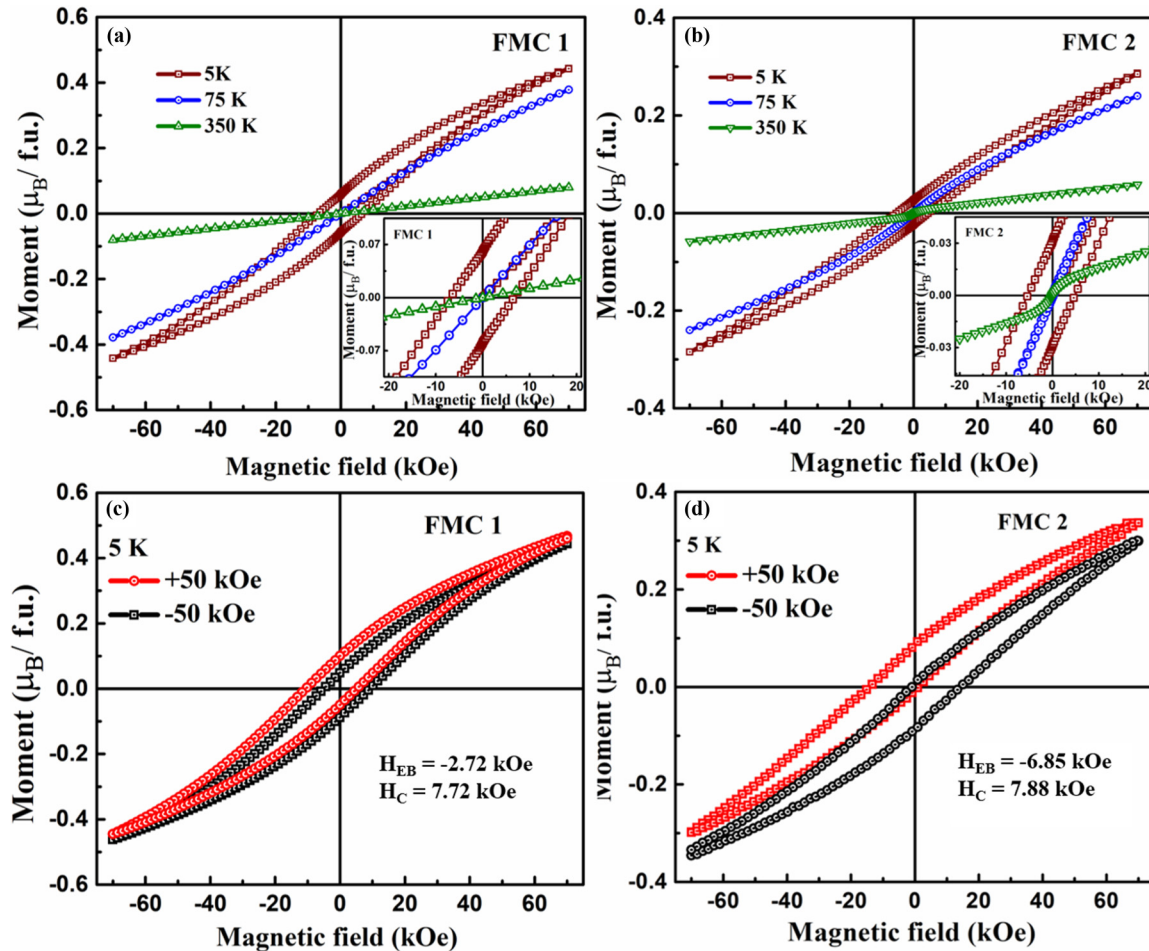 (a)
FMC 1
5K
75 K
350 K
Moment (μB/ f.u.)
0.6
0.4
0.2
0.0
-0.2
-0.4
-0.6
-60 -40 -20 0 20 40 60
Magnetic field (kOe)
FMC 1
Moment (μB/ f.u.)
0.07
0.00
-0.07
-20 -10 0 10 20
Magnetic field (kOe)
(b)
FMC 2
5 K
75 K
350 K
Moment (μB/ f.u.)
0.4
0.2
0.0
-0.2
-0.4
-60 -40 -20 0 20 40 60
Magnetic field (kOe)
FMC 2
Moment (μB/ f.u.)
0.03
0.00
-0.03
-20 -10 0 10 20
Magnetic field (kOe)
(c)
FMC 1
5 K
+50 kOe
-50 kOe
HEB = -2.72 kOe
HC = 7.72 kOe
Moment (μB/ f.u.)
0.6
0.4
0.2
0.0
-0.2
-0.4
-0.6
-60 -40 -20 0 20 40 60
Magnetic field (kOe)
(d)
FMC 2
5 K
+50 kOe
-50 kOe
HEB = -6.85 kOe
HC = 7.88 kOe
Moment (μB/ f.u.)
0.4
0.2
0.0
-0.2
-0.4
-60 -40 -20 0 20 40 60
Magnetic field (kOe)